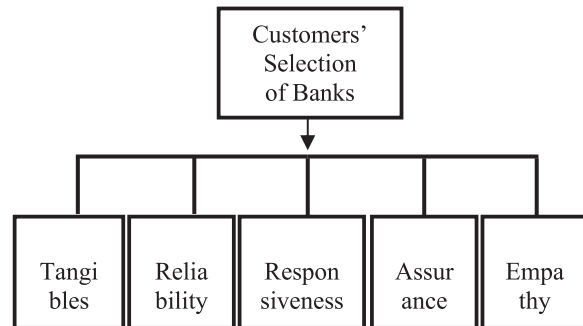 Customers’
Selection
of Banks
Tangi
bles
Relia
bility
Respon
siveness
Assur
ance
Empa
thy